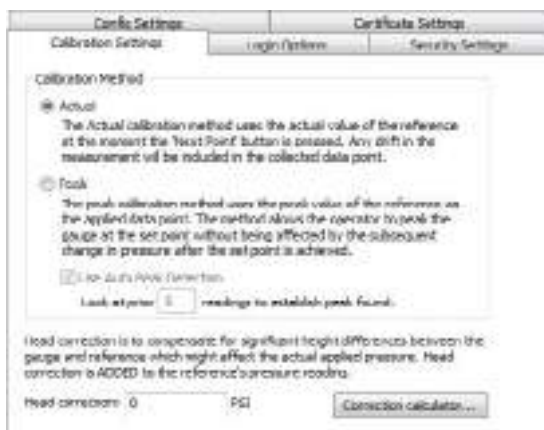 Config Settings
Certificate Settings
Calibration Settings
Login Options
Security Settings
Calibration Method
Actual
The Actual calibration method uses the actual value of the reference
at the moment the 'Next Point' button is pressed. Any drift in the
measurement will be included in the collected data point.
Peak
The peak calibration method uses the peak value of the reference as
the applied data point. The method allows the operator to peak the
gauge at the set point without being affected by the subsequent
change in pressure after the set point is achieved.
Use Auto Peak Detection
Look at prior readings to establish peak found.
Head correction is to compensate for significant height differences between the
gauge and reference which might affect the actual applied pressure. Head
correction is ADDED to the reference's pressure reading.
Head correction: 0 PSI
Correction calculator...